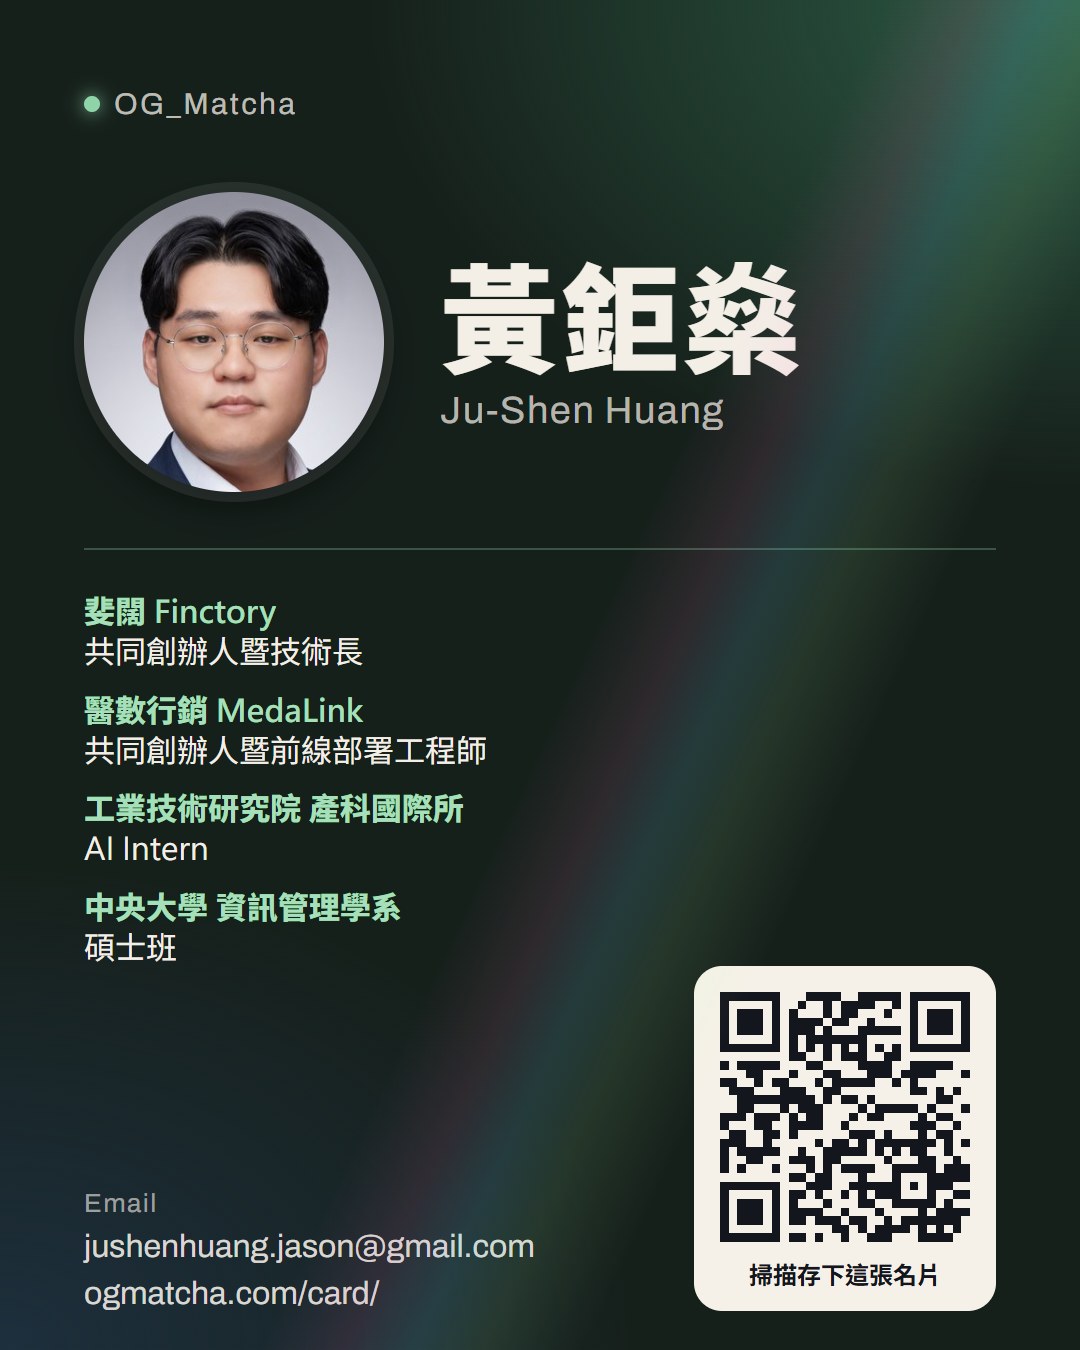 OG_Matcha
黃鉅燊
Ju-Shen Huang
斐闊 Finctory
共同創辦人暨技術長
醫數行銷 MedaLink
共同創辦人暨前線部署工程師
工業技術研究院 產科國際所
AI Intern
中央大學 資訊管理學系
碩士班
Email
jushenhuang.jason@gmail.com
ogmatcha.com/card/
掃描存下這張名片